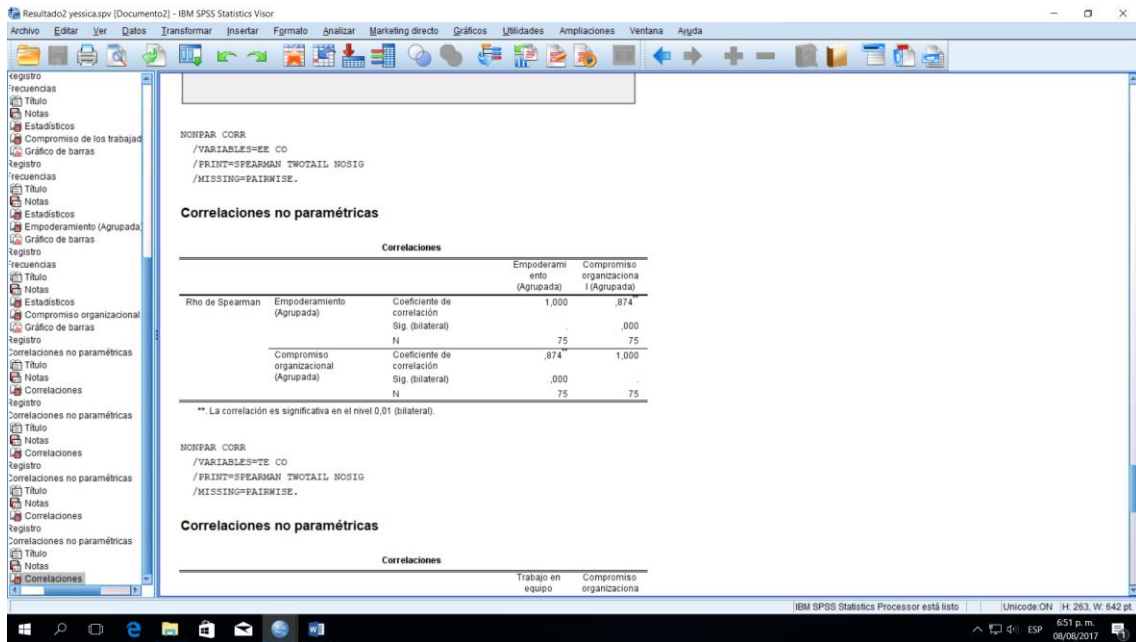 Resultado2 yessica.spv [Documento2] - IBM SPSS Statistics Visor
Archivo Editar Ver Datos Transformar Insertar Formato Analizar Marketing directo Gráficos Utilidades Ampliaciones Ventana Ayuda
Registro
Frecuencias
Título
Notas
Estadísticos
Compromiso de los trabajad
Gráfico de barras
Registro
Frecuencias
Título
Notas
Estadísticos
Empoderamiento (Agrupada)
Gráfico de barras
Registro
Frecuencias
Título
Notas
Estadísticos
Compromiso organizacional
Gráfico de barras
Registro
Correlaciones no paramétricas
Título
Notas
Correlaciones
Registro
Correlaciones no paramétricas
Título
Notas
Correlaciones
Registro
Correlaciones no paramétricas
Título
Notas
Correlaciones
Registro
Correlaciones no paramétricas
Título
Notas
Correlaciones
NONPAR CORR
/VARIABLES=EE CO
/PRINT=SPEARMAN TWOTAIL NOSIG
/MISSING=PAIRWISE.
Correlaciones no paramétricas
Correlaciones
Empoderami Compromiso
ento organizaciona
(Agrupada) l (Agrupada)
Rho de Spearman Empoderamiento Coeficiente de 1,000 ,874**
(Agrupada) correlación
Sig. (bilateral) . ,000
N 75 75
Compromiso Coeficiente de ,874** 1,000
organizacional correlación
(Agrupada) Sig. (bilateral) ,000 .
N 75 75
**. La correlación es significativa en el nivel 0,01 (bilateral).
NONPAR CORR
/VARIABLES=TE CO
/PRINT=SPEARMAN TWOTAIL NOSIG
/MISSING=PAIRWISE.
Correlaciones no paramétricas
Correlaciones
Trabajo en Compromiso
equipo organizaciona
IBM SPSS Statistics Processor está listo Unicode:ON H: 263, W: 642 pt.
ESP 6:51 p. m.
08/08/2017